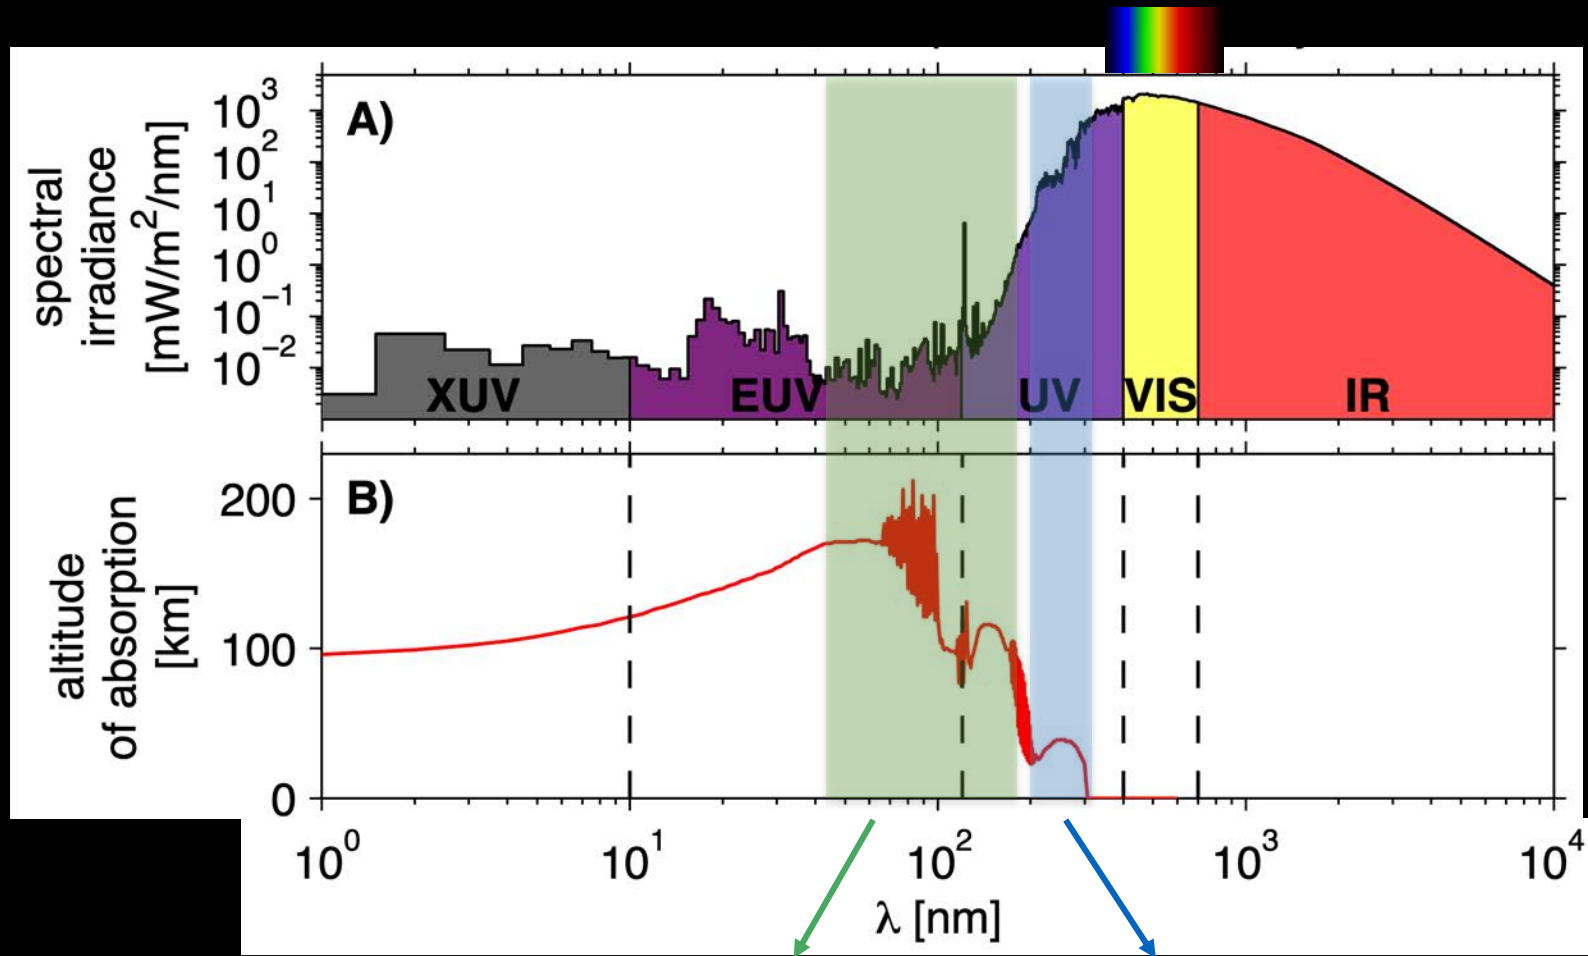 A)
spectral
irradiance
[mW/m²/nm]
10³
10²
10¹
10⁰
10⁻¹
10⁻²
XUV
EUV
UV
VIS
IR
B)
altitude
of absorption
[km]
200
100
0
10⁰ 10¹ 10² 10³ 10⁴
λ [nm]